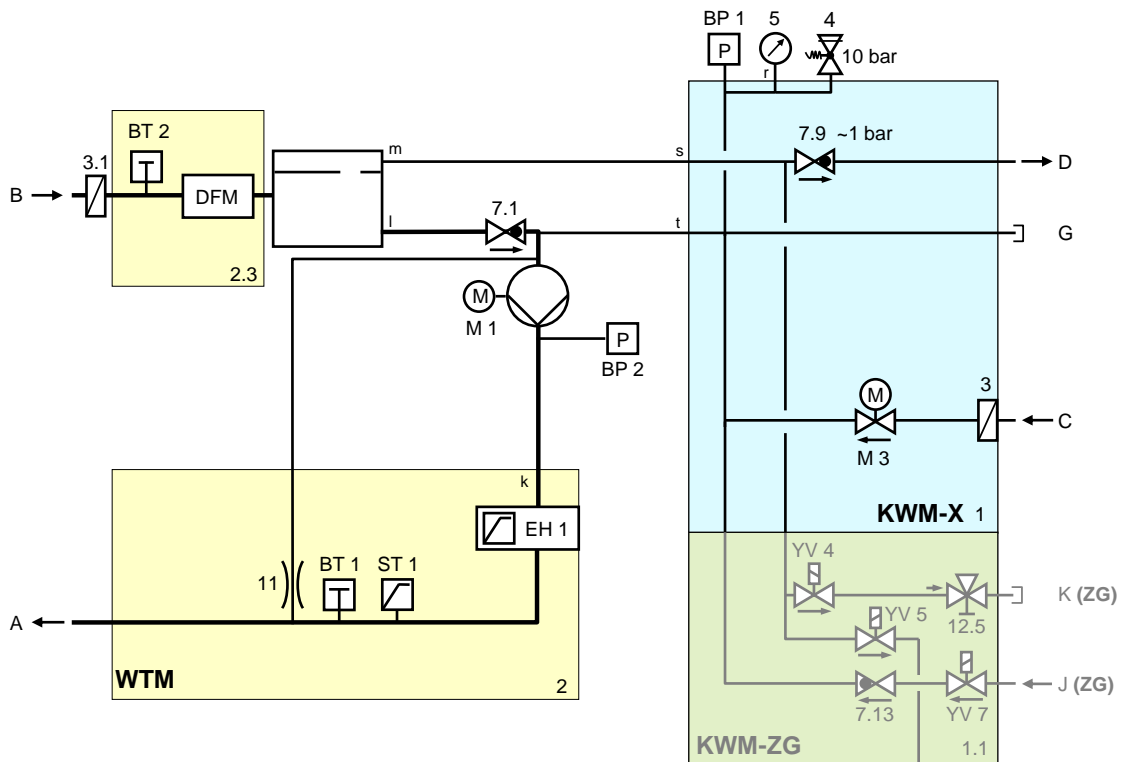 BP 1
5
4
P
r
10 bar
BT 2
3.1
B
DFM
2.3
m
s
7.9 ~1 bar
D
l
7.1
t
G
M
M 1
P
BP 2
M
3
C
M 3
k
EH 1
KWM-X 1
11
BT 1
ST 1
A
WTM
2
YV 4
K (ZG)
12.5
YV 5
J (ZG)
7.13
YV 7
KWM-ZG
1.1